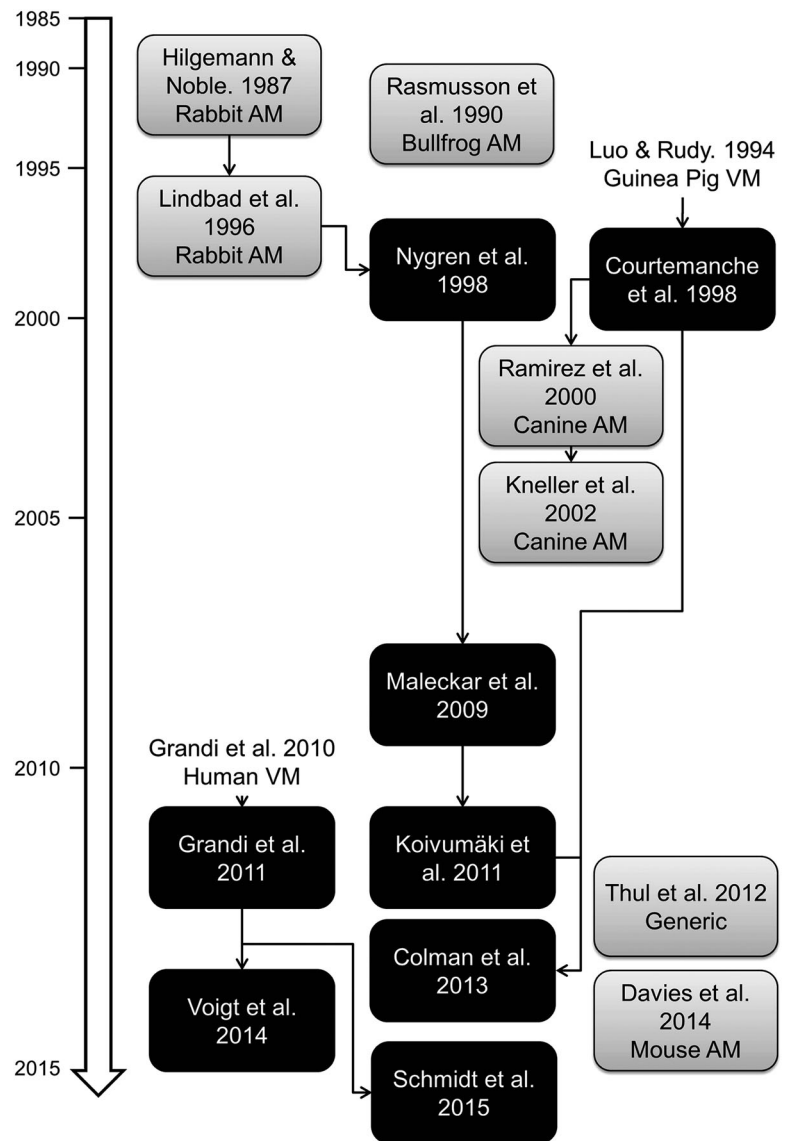 1985
1990
1995
2000
2005
2010
2015
Hilgemann &
Noble. 1987
Rabbit AM
Rasmusson et
al. 1990
Bullfrog AM
Luo & Rudy. 1994
Guinea Pig VM
Lindbad et al.
1996
Rabbit AM
Nygren et al.
1998
Courtemanche
et al. 1998
Ramirez et al.
2000
Canine AM
Kneller et al.
2002
Canine AM
Maleckar et al.
2009
Grandi et al. 2010
Human VM
Grandi et al.
2011
Koivumäki et
al. 2011
Thul et al. 2012
Generic
Colman et al.
2013
Voigt et al.
2014
Davies et al.
2014
Mouse AM
Schmidt et al.
2015